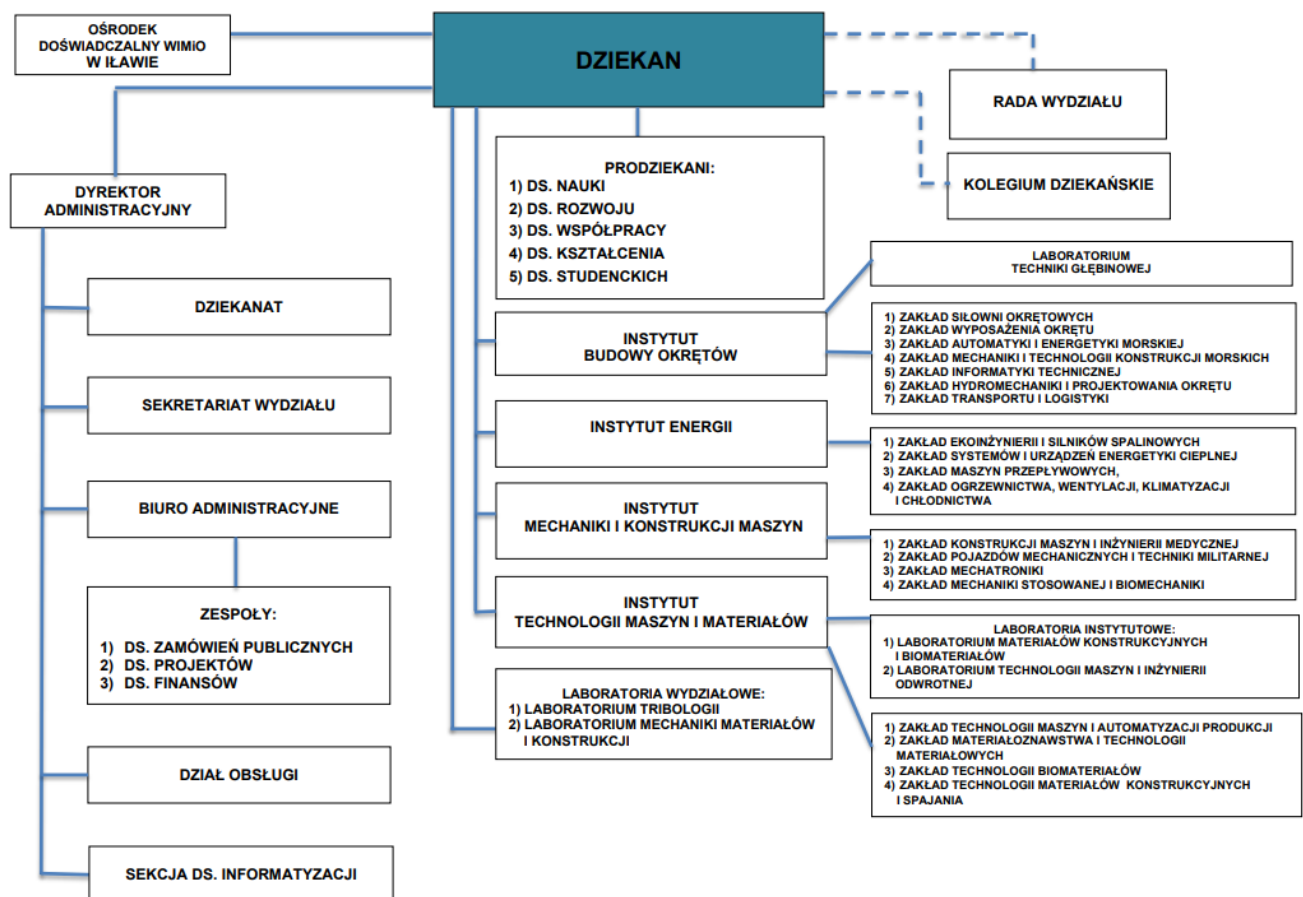 OŚRODEK
DOŚWIADCZALNY WIMiO
W IŁAWIE
DZIEKAN
RADA WYDZIAŁU
KOLEGIUM DZIEKAŃSKIE
DYREKTOR
ADMINISTRACYJNY
DZIEKANAT
SEKRETARIAT WYDZIAŁU
BIURO ADMINISTRACYJNE
ZESPOŁY:
1) DS. ZAMÓWIEŃ PUBLICZNYCH
2) DS. PROJEKTÓW
3) DS. FINANSÓW
DZIAŁ OBSŁUGI
SEKCJA DS. INFORMATYZACJI
PRODZIEKANI:
1) DS. NAUKI
2) DS. ROZWOJU
3) DS. WSPÓŁPRACY
4) DS. KSZTAŁCENIA
5) DS. STUDENCKICH
INSTYTUT
BUDOWY OKRĘTÓW
LABORATORIUM
TECHNIKI GŁĘBINOWEJ
1) ZAKŁAD SIŁOWNI OKRĘTOWYCH
2) ZAKŁAD WYPOSAŻENIA OKRĘTU
3) ZAKŁAD AUTOMATYKI I ENERGETYKI MORSKIEJ
4) ZAKŁAD MECHANIKI I TECHNOLOGII KONSTRUKCJI MORSKICH
5) ZAKŁAD INFORMATYKI TECHNICZNEJ
6) ZAKŁAD HYDROMECHANIKI I PROJEKTOWANIA OKRĘTU
7) ZAKŁAD TRANSPORTU I LOGISTYKI
INSTYTUT ENERGII
1) ZAKŁAD EKOINŻYNIERII I SILNIKÓW SPALINOWYCH
2) ZAKŁAD SYSTEMÓW I URZĄDZEŃ ENERGETYKI CIEPLNEJ
3) ZAKŁAD MASZYN PRZEPŁYWOWYCH,
4) ZAKŁAD OGRZEWNICTWA, WENTYLACJI, KLIMATYZACJI
I CHŁODNICTWA
INSTYTUT
MECHANIKI I KONSTRUKCJI MASZYN
1) ZAKŁAD KONSTRUKCJI MASZYN I INŻYNIERII MEDYCZNEJ
2) ZAKŁAD POJAZDÓW MECHANICZNYCH I TECHNIKI MILITARNEJ
3) ZAKŁAD MECHATRONIKI
4) ZAKŁAD MECHANIKI STOSOWANEJ I BIOMECHANIKI
INSTYTUT
TECHNOLOGII MASZYN I MATERIAŁÓW
LABORATORIA INSTYTUTOWE:
1) LABORATORIUM MATERIAŁÓW KONSTRUKCYJNYCH
I BIOMATERIAŁÓW
2) LABORATORIUM TECHNOLOGII MASZYN I INŻYNIERII
ODWROTNEJ
1) ZAKŁAD TECHNOLOGII MASZYN I AUTOMATYZACJI PRODUKCJI
2) ZAKŁAD MATERIAŁOZNAWSTWA I TECHNOLOGII
MATERIAŁOWYCH
3) ZAKŁAD TECHNOLOGII BIOMATERIAŁÓW
4) ZAKŁAD TECHNOLOGII MATERIAŁÓW KONSTRUKCYJNYCH
I SPAJANIA
LABORATORIA WYDZIAŁOWE:
1) LABORATORIUM TRIBOLOGII
2) LABORATORIUM MECHANIKI MATERIAŁÓW
I KONSTRUKCJI